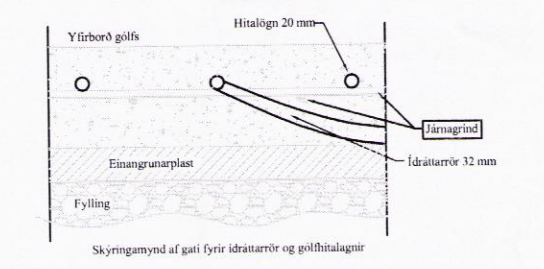 Hitalögn 20 mm
Yfirborð gólfs
Járnagrind
Einangrunarplast
Ídráttarrör 32 mm
Fylling
Skýringamynd af gati fyrir ídráttarrör og gólfhitalagnir